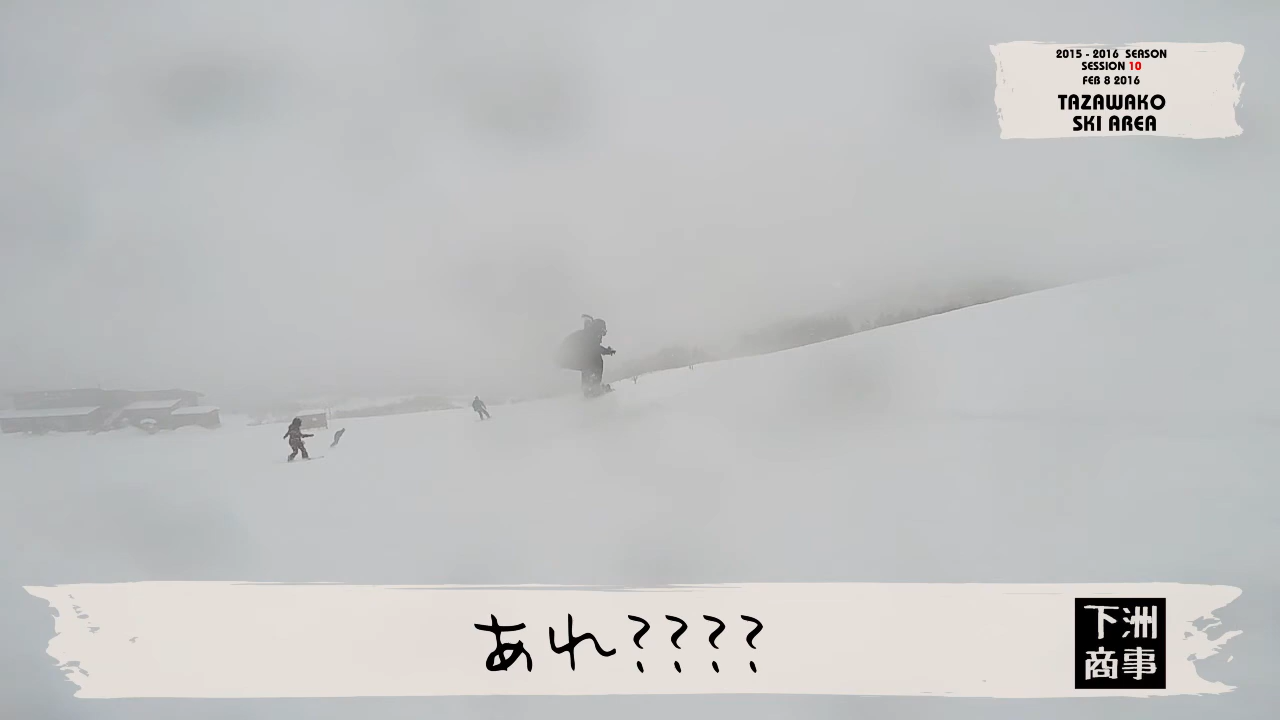 2015 - 2016 SEASON
SESSION 10
FEB 8 2016
TAZAWAKO
SKI AREA
あれ????
下洲
商事